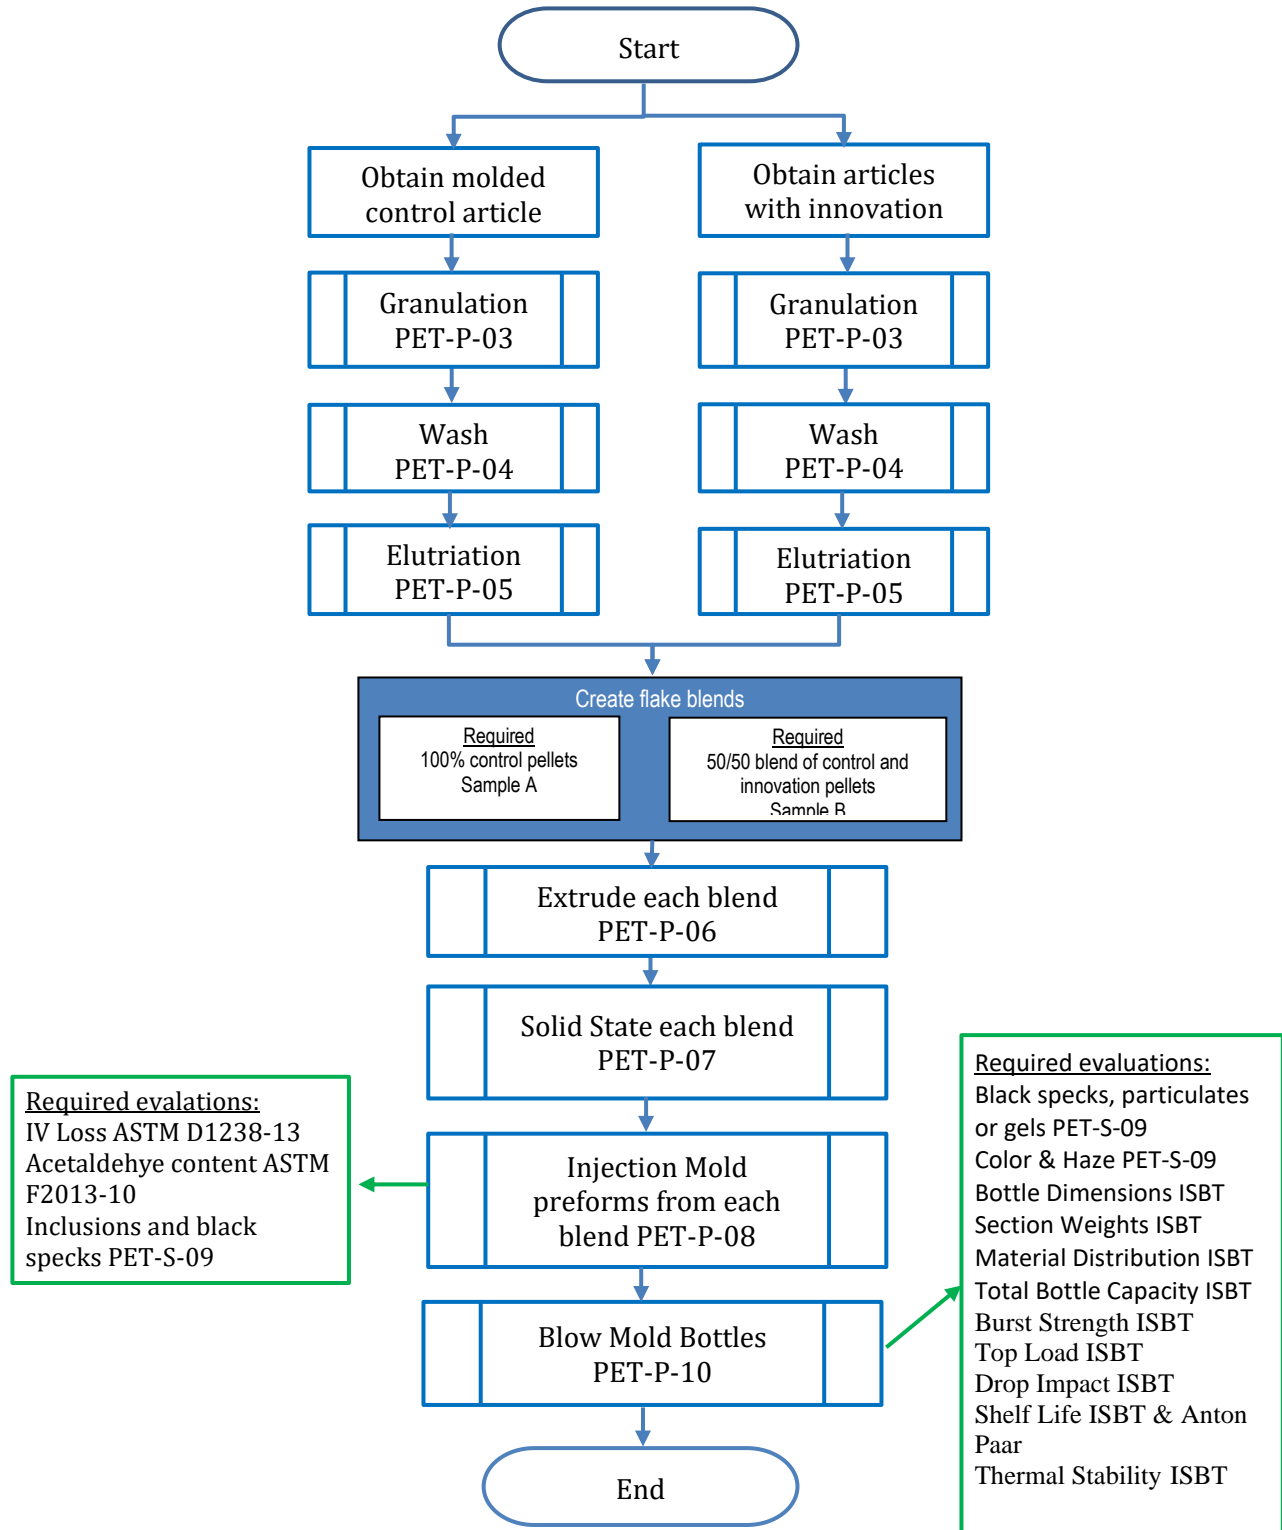 Start
Obtain molded
control article
Obtain articles
with innovation
Granulation
PET-P-03
Granulation
PET-P-03
Wash
PET-P-04
Wash
PET-P-04
Elutriation
PET-P-05
Elutriation
PET-P-05
Create flake blends
Required
100% control pellets
Sample A
Required
50/50 blend of control and
innovation pellets
Sample B
Extrude each blend
PET-P-06
Solid State each blend
PET-P-07
Required evalations:
IV Loss ASTM D1238-13
Acetaldehye content ASTM
F2013-10
Inclusions and black
specks PET-S-09
Injection Mold
preforms from each
blend PET-P-08
Blow Mold Bottles
PET-P-10
Required evaluations:
Black specks, particulates
or gels PET-S-09
Color & Haze PET-S-09
Bottle Dimensions ISBT
Section Weights ISBT
Material Distribution ISBT
Total Bottle Capacity ISBT
Burst Strength ISBT
Top Load ISBT
Drop Impact ISBT
Shelf Life ISBT & Anton
Paar
Thermal Stability ISBT
End